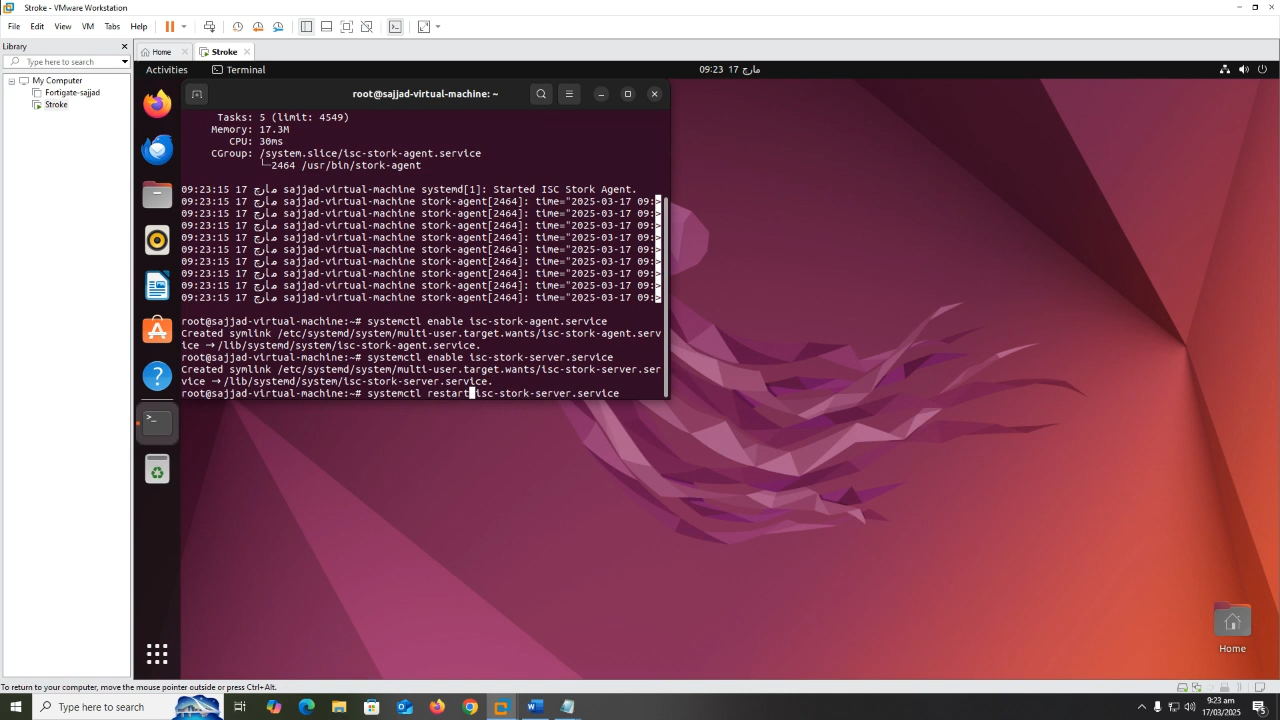 Stroke - VMware Workstation
File Edit View VM Tabs Help
Library
Type here to search
My Computer
Fortigate-sajjad
Stroke
Home
Stroke
Activities
Terminal
09:23 17 مارچ
root@sajjad-virtual-machine: ~
Tasks: 5 (limit: 4549)
Memory: 17.3M
CPU: 30ms
CGroup: /system.slice/isc-stork-agent.service
└─2464 /usr/bin/stork-agent
09:23:15 17 مارچ sajjad-virtual-machine systemd[1]: Started ISC Stork Agent.
09:23:15 17 مارچ sajjad-virtual-machine stork-agent[2464]: time="2025-03-17 09:>
09:23:15 17 مارچ sajjad-virtual-machine stork-agent[2464]: time="2025-03-17 09:>
09:23:15 17 مارچ sajjad-virtual-machine stork-agent[2464]: time="2025-03-17 09:>
09:23:15 17 مارچ sajjad-virtual-machine stork-agent[2464]: time="2025-03-17 09:>
09:23:15 17 مارچ sajjad-virtual-machine stork-agent[2464]: time="2025-03-17 09:>
09:23:15 17 مارچ sajjad-virtual-machine stork-agent[2464]: time="2025-03-17 09:>
09:23:15 17 مارچ sajjad-virtual-machine stork-agent[2464]: time="2025-03-17 09:>
09:23:15 17 مارچ sajjad-virtual-machine stork-agent[2464]: time="2025-03-17 09:>
09:23:15 17 مارچ sajjad-virtual-machine stork-agent[2464]: time="2025-03-17 09:>
root@sajjad-virtual-machine:~# systemctl enable isc-stork-agent.service
Created symlink /etc/systemd/system/multi-user.target.wants/isc-stork-agent.serv
ice → /lib/systemd/system/isc-stork-agent.service.
root@sajjad-virtual-machine:~# systemctl enable isc-stork-server.service
Created symlink /etc/systemd/system/multi-user.target.wants/isc-stork-server.ser
vice → /lib/systemd/system/isc-stork-server.service.
root@sajjad-virtual-machine:~# systemctl restart isc-stork-server.service
Home
To return to your computer, move the mouse pointer outside or press Ctrl+Alt.
Type here to search
9:23 am
17/03/2025
5